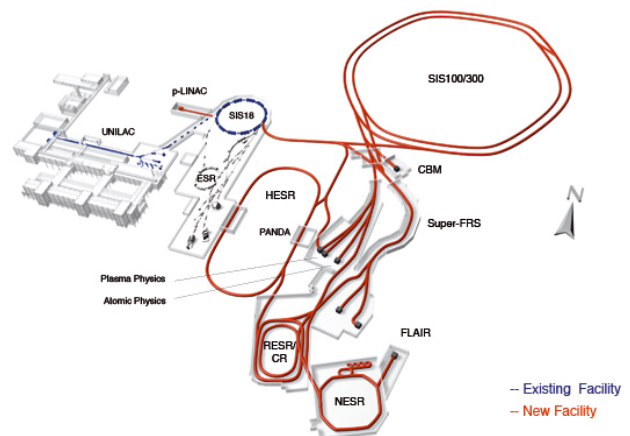 SIS100/300
p-LINAC
SIS18
UNILAC
CBM
ESR
HESR
N
Super-FRS
PANDA
Plasma Physics
Atomic Physics
FLAIR
RESR/
CR
NESR
-- Existing Facility
-- New Facility